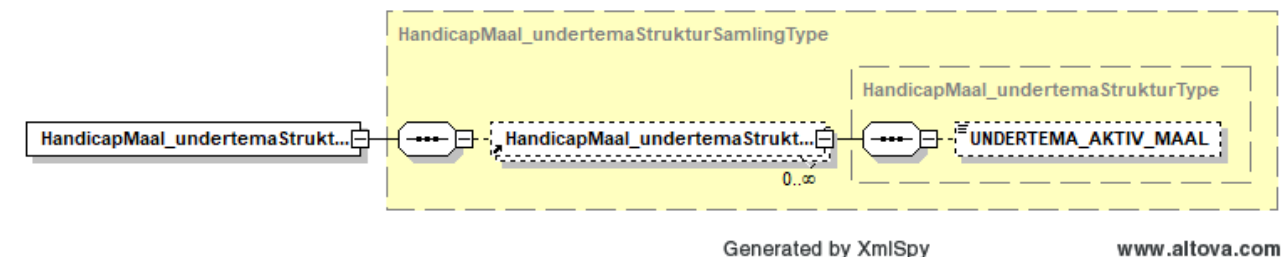 HandicapMaal_undertemaStrukturSamlingType
HandicapMaal_undertemaStrukturType
HandicapMaal_undertemaStrukt...
HandicapMaal_undertemaStrukt...
UNDERTEMA_AKTIV_MAAL
0..∞
Generated by XmlSpy
www.altova.com